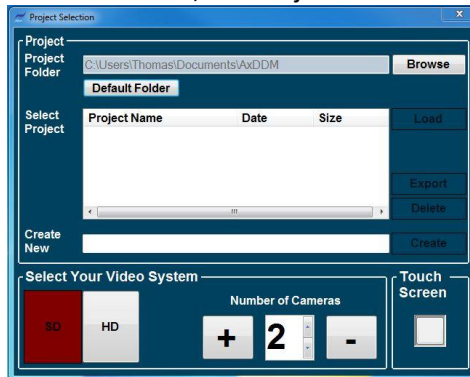 Project Selection
x
Project
Project Folder
C:\Users\Thomas\Documents\AxDDM
Browse
Default Folder
Select Project
Project Name Date Size
Load
Export
Delete
Create New
Create
Select Your Video System
Touch Screen
SD
HD
Number of Cameras
+ 2 -